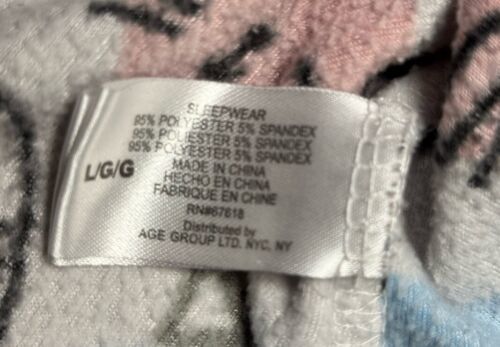 SLEEPWEAR
95% POLYESTER 5% SPANDEX
95% POLIESTER 5% SPANDEX
95% POLYESTER 5% SPANDEX
L/G/G
MADE IN CHINA
HECHO EN CHINA
FABRIQUE EN CHINE
RN#67618
Distributed by
AGE GROUP LTD. NYC, NY